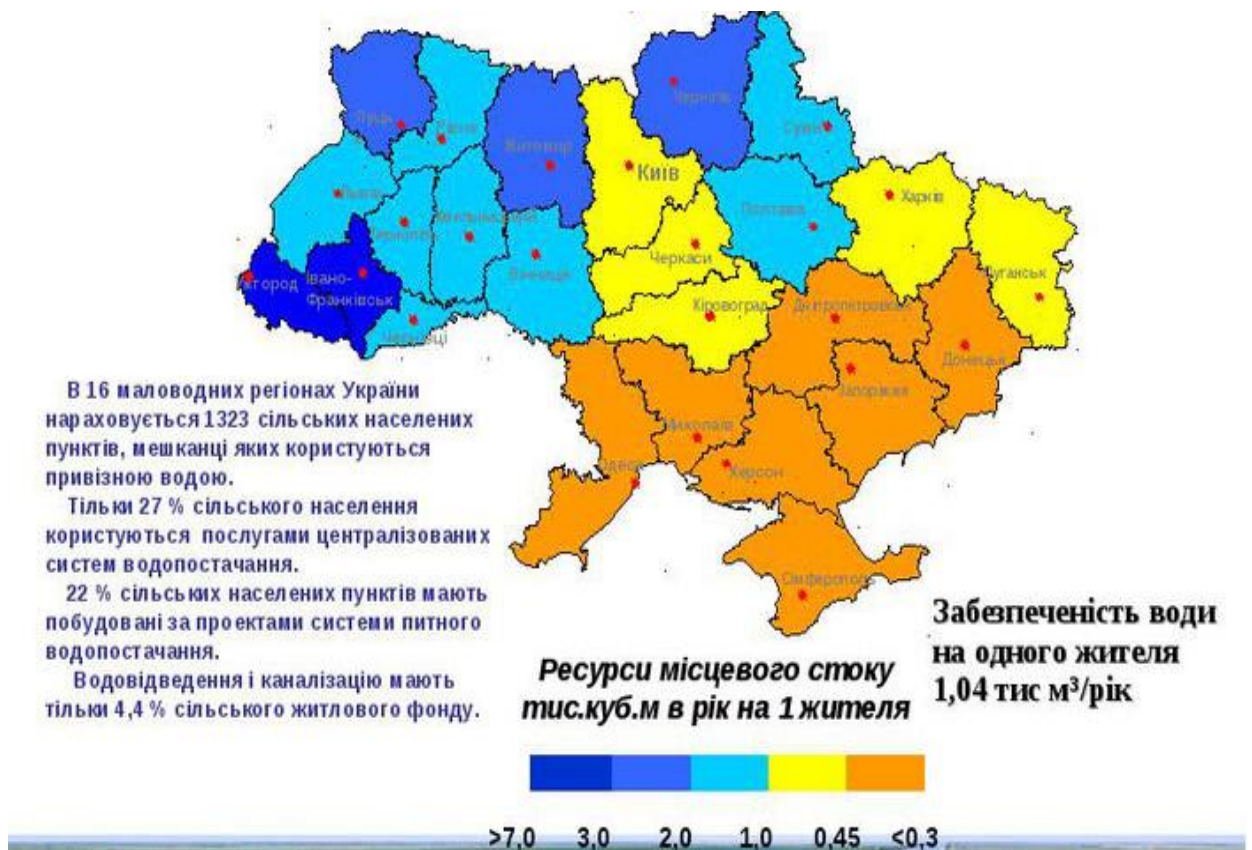 Чернігів
Луцьк
Рівне
Суми
Житомир
Київ
Львів
Полтава
Харків
Тернопіль
Хмельницький
Черкаси
Вінниця
Ужгород
Івано-
Франківськ
Луганськ
Кіровоград
Дніпропетровськ
Чернівці
Донецьк
Запоріжжя
Миколаїв
Одеса
Херсон
Сімферополь
В 16 маловодних регіонах України
нараховується 1323 сільських населених
пунктів, мешканці яких користуються
привізною водою.
Тільки 27 % сільського населення
користуються послугами централізованих
систем водопостачання.
22 % сільських населених пунктів мають
побудовані за проектами системи питного
водопостачання.
Водовідведення і каналізацію мають
тільки 4,4 % сільського житлового фонду.
Забезпеченість води
на одного жителя
1,04 тис м³/рік
Ресурси місцевого стоку
тис.куб.м в рік на 1 жителя
>7,0 3,0 2,0 1,0 0,45 <0,3